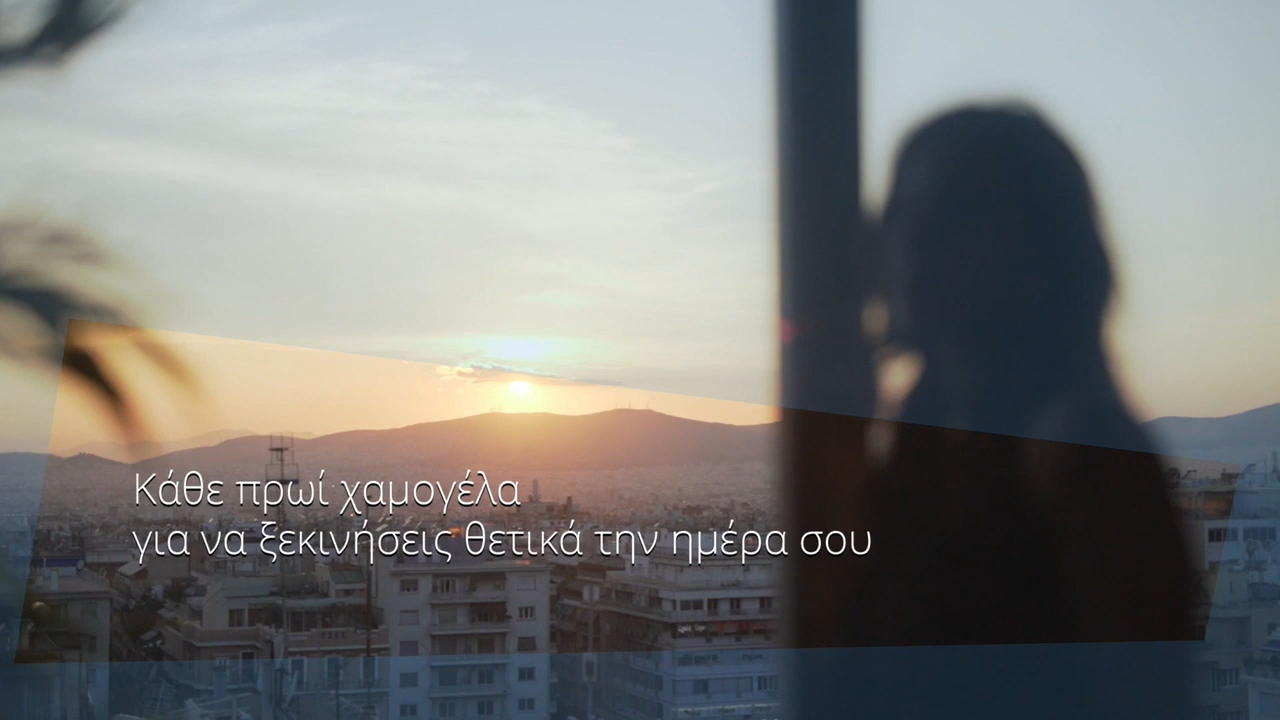 Κάθε πρωί χαμογέλα
για να ξεκινήσεις θετικά την ημέρα σου